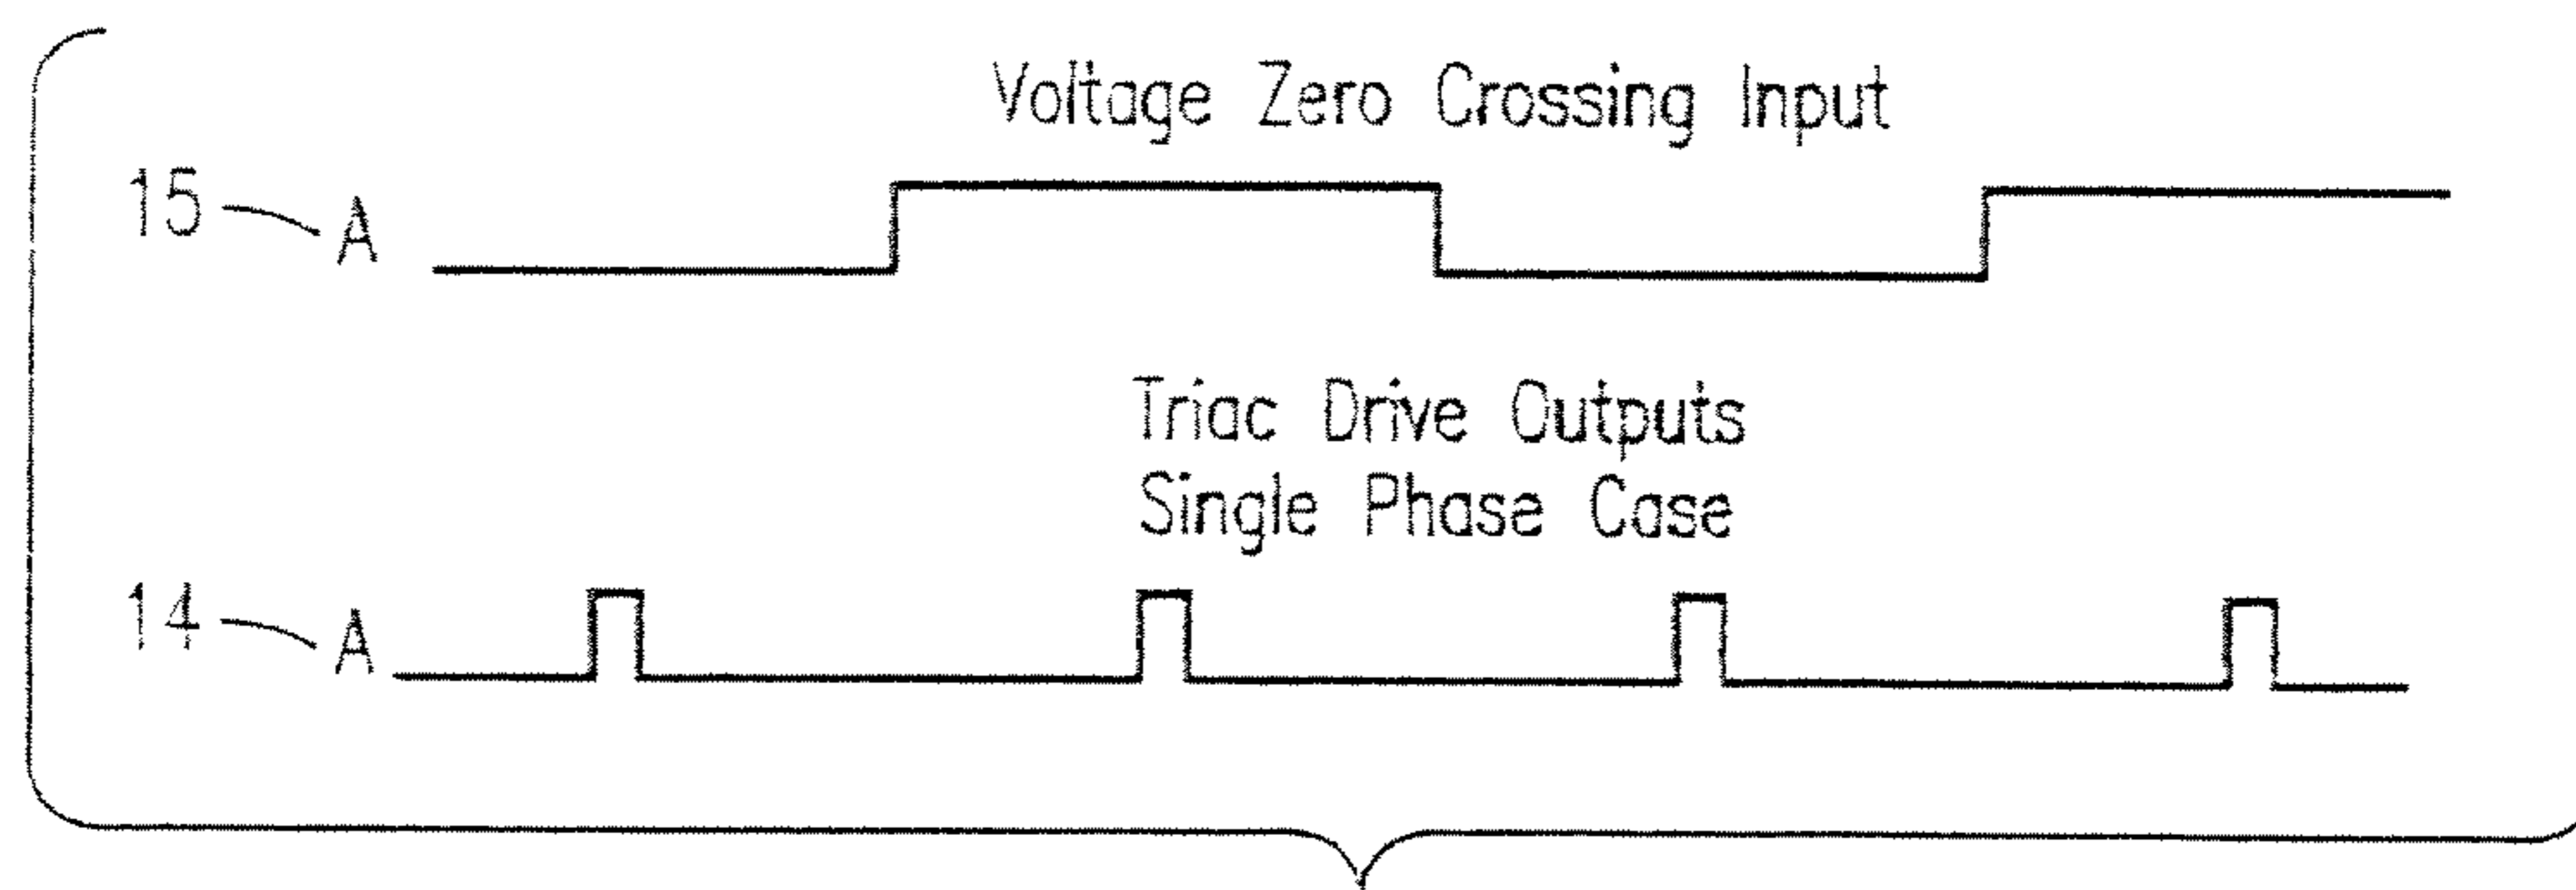 Voltage Zero Crossing Input
15 A
Triac Drive Outputs
Single Phase Case
14 A